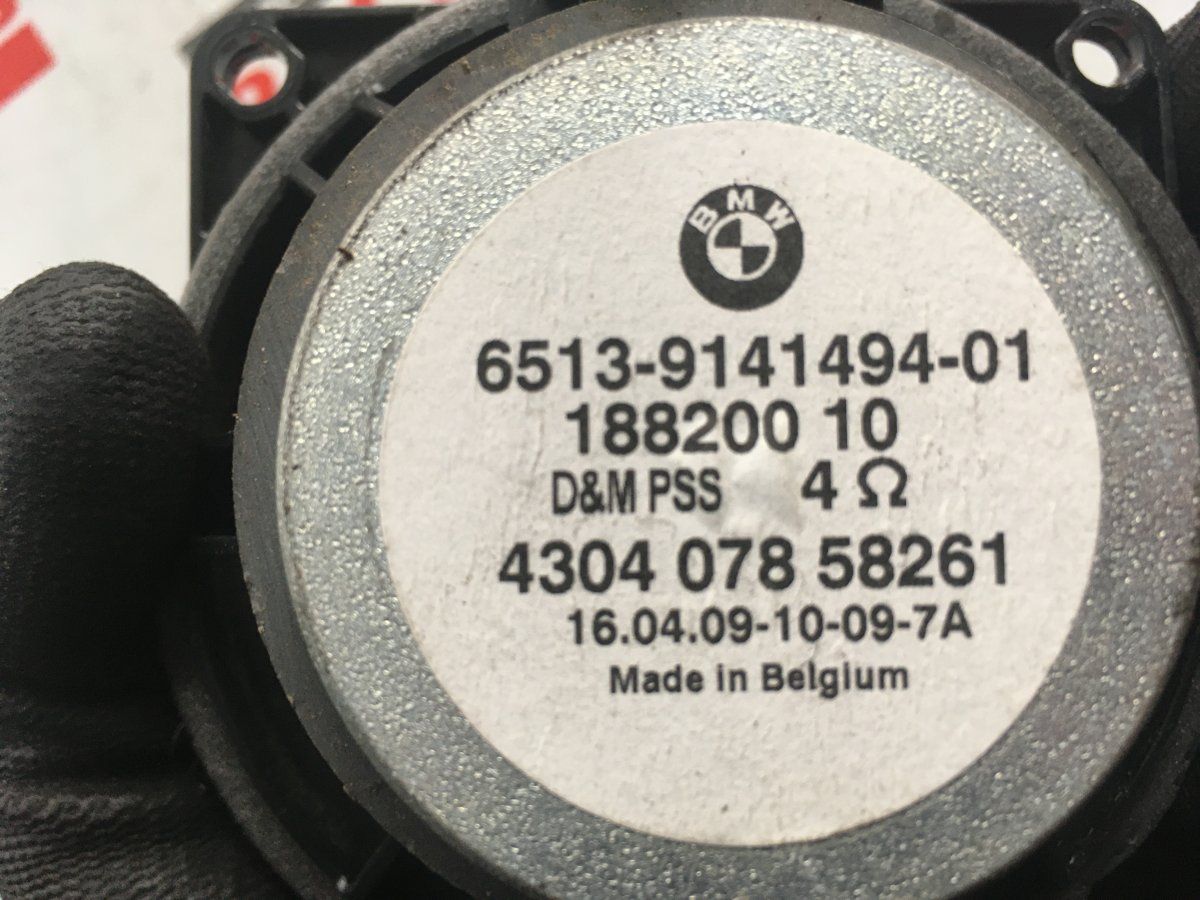 BMW
6513-9141494-01
188200 10
D&M PSS 4 Ω
4304 078 58261
16.04.09-10-09-7A
Made in Belgium